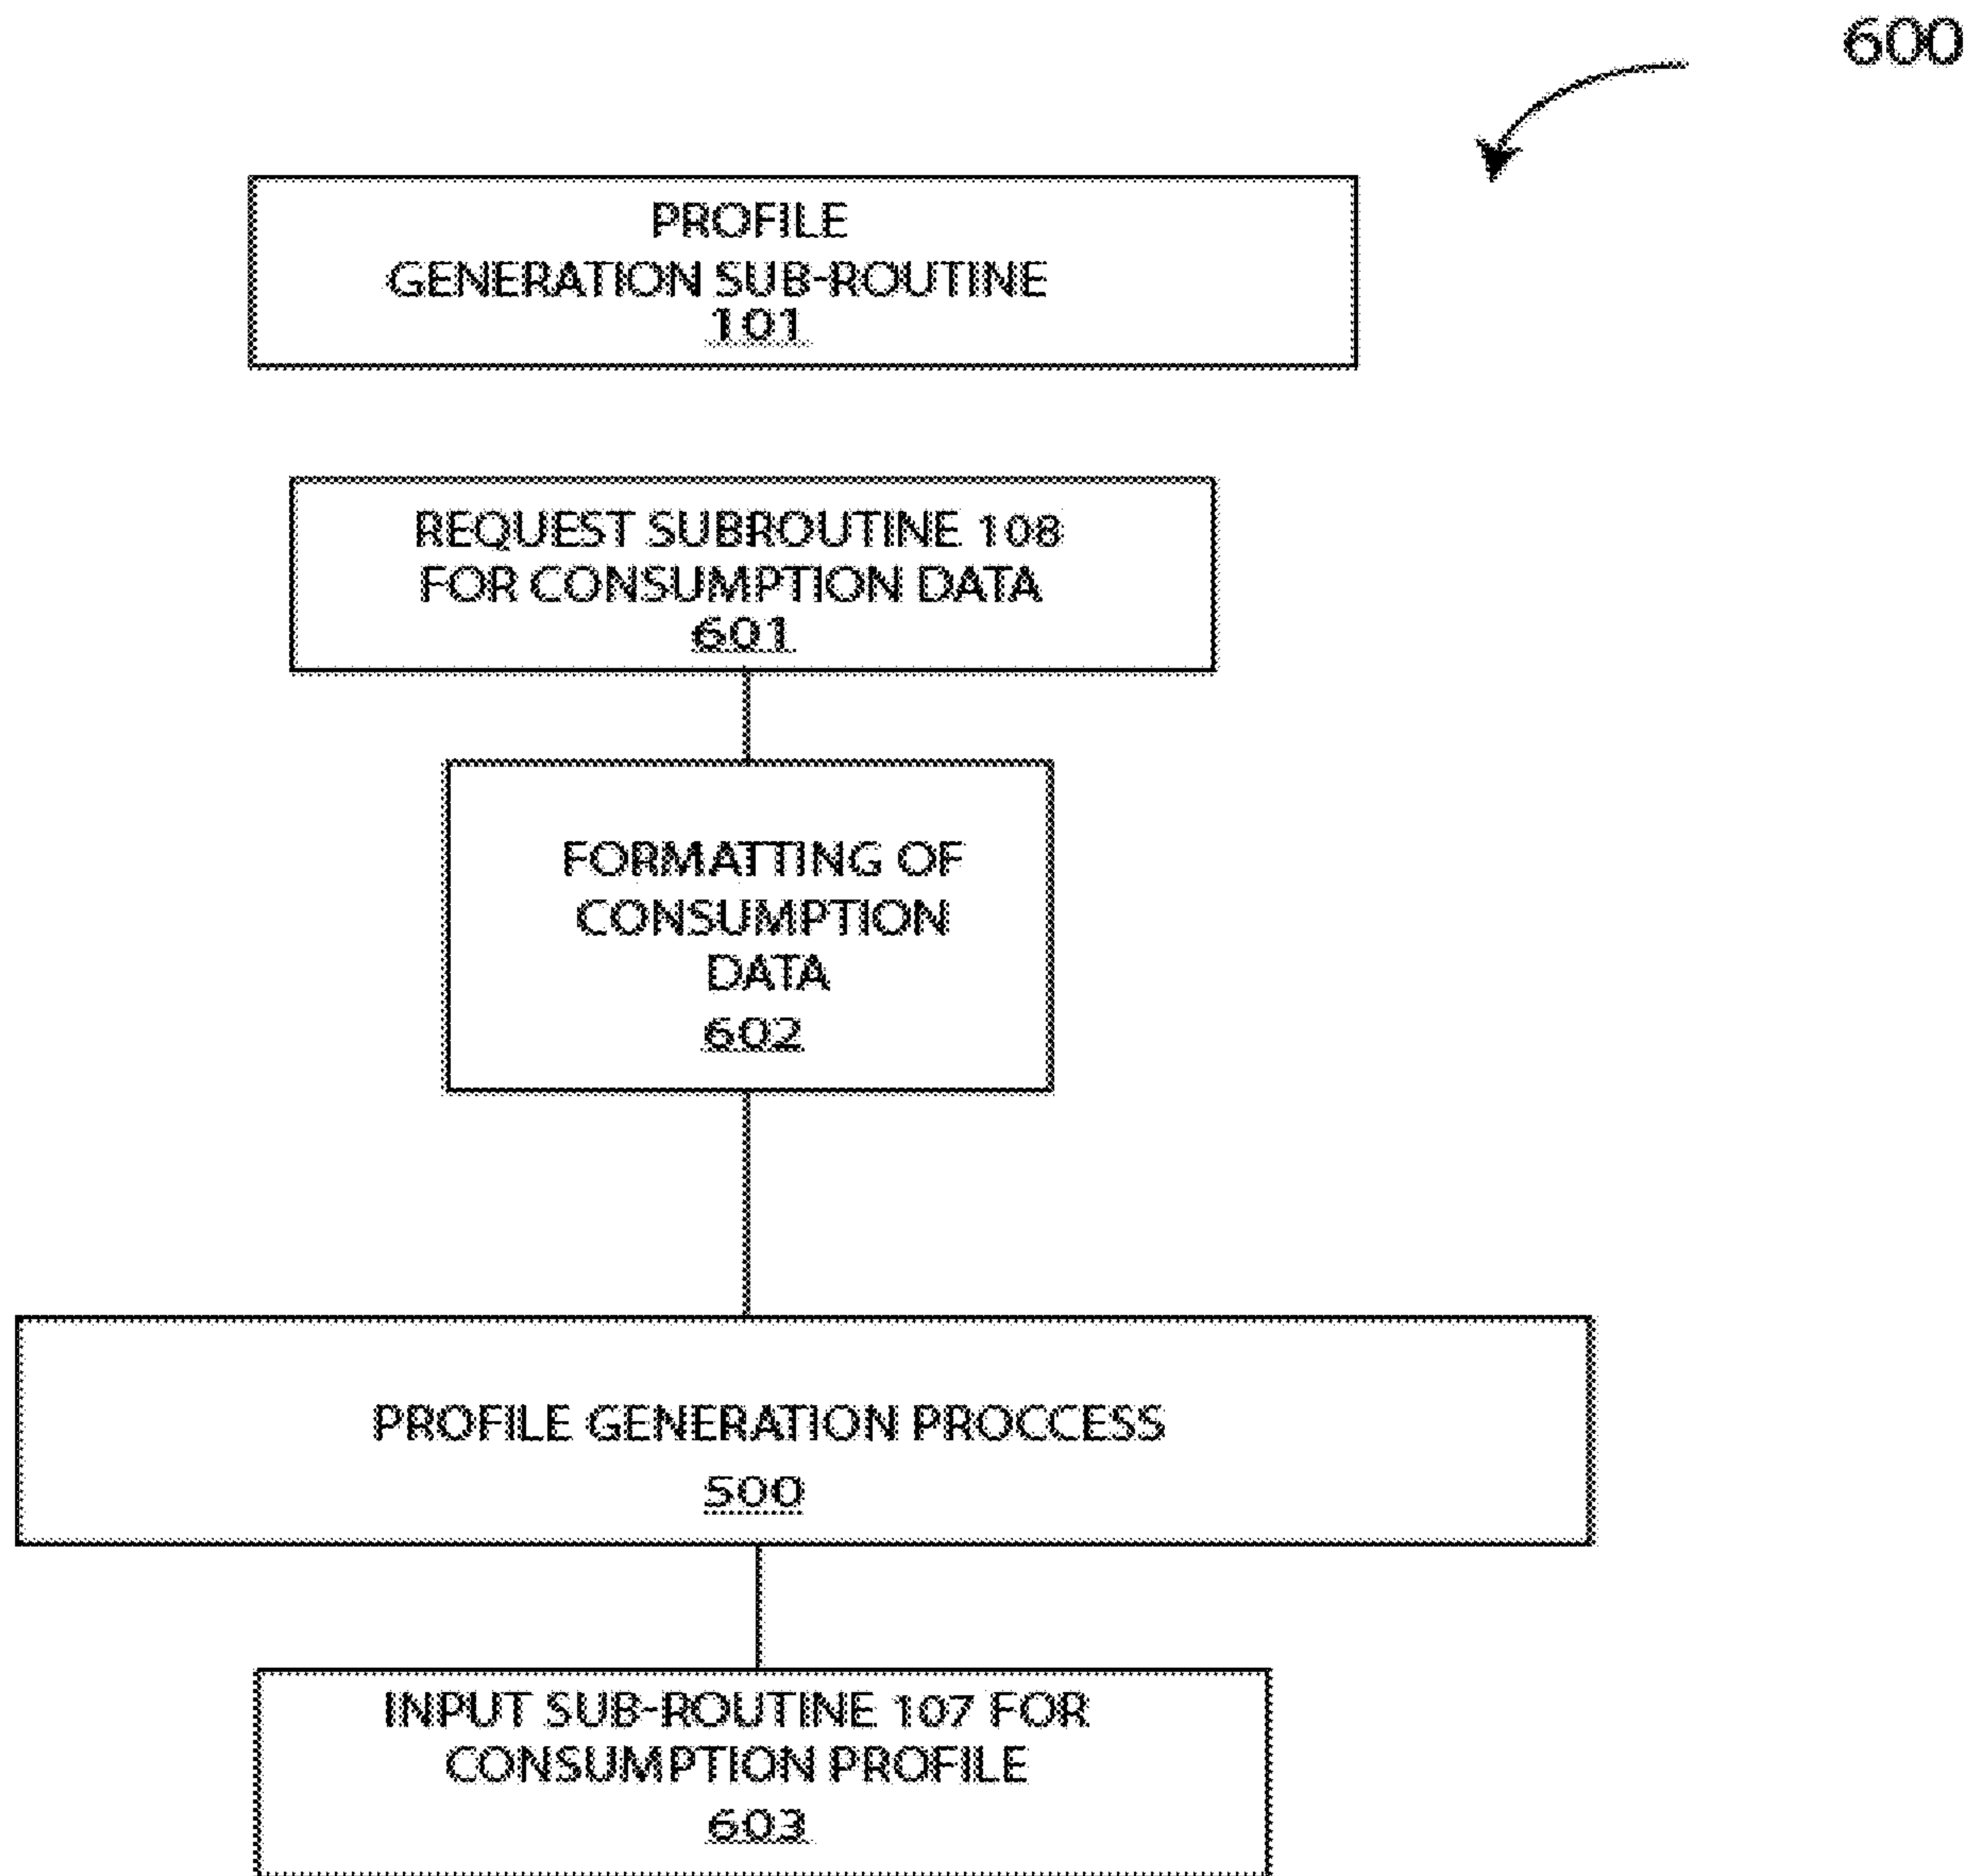 600
PROFILE
GENERATION SUB-ROUTINE
101
REQUEST SUBROUTINE 108
FOR CONSUMPTION DATA
601
FORMATTING OF
CONSUMPTION
DATA
602
PROFILE GENERATION PROCCESS
500
INPUT SUB-ROUTINE 107 FOR
CONSUMPTION PROFILE
603